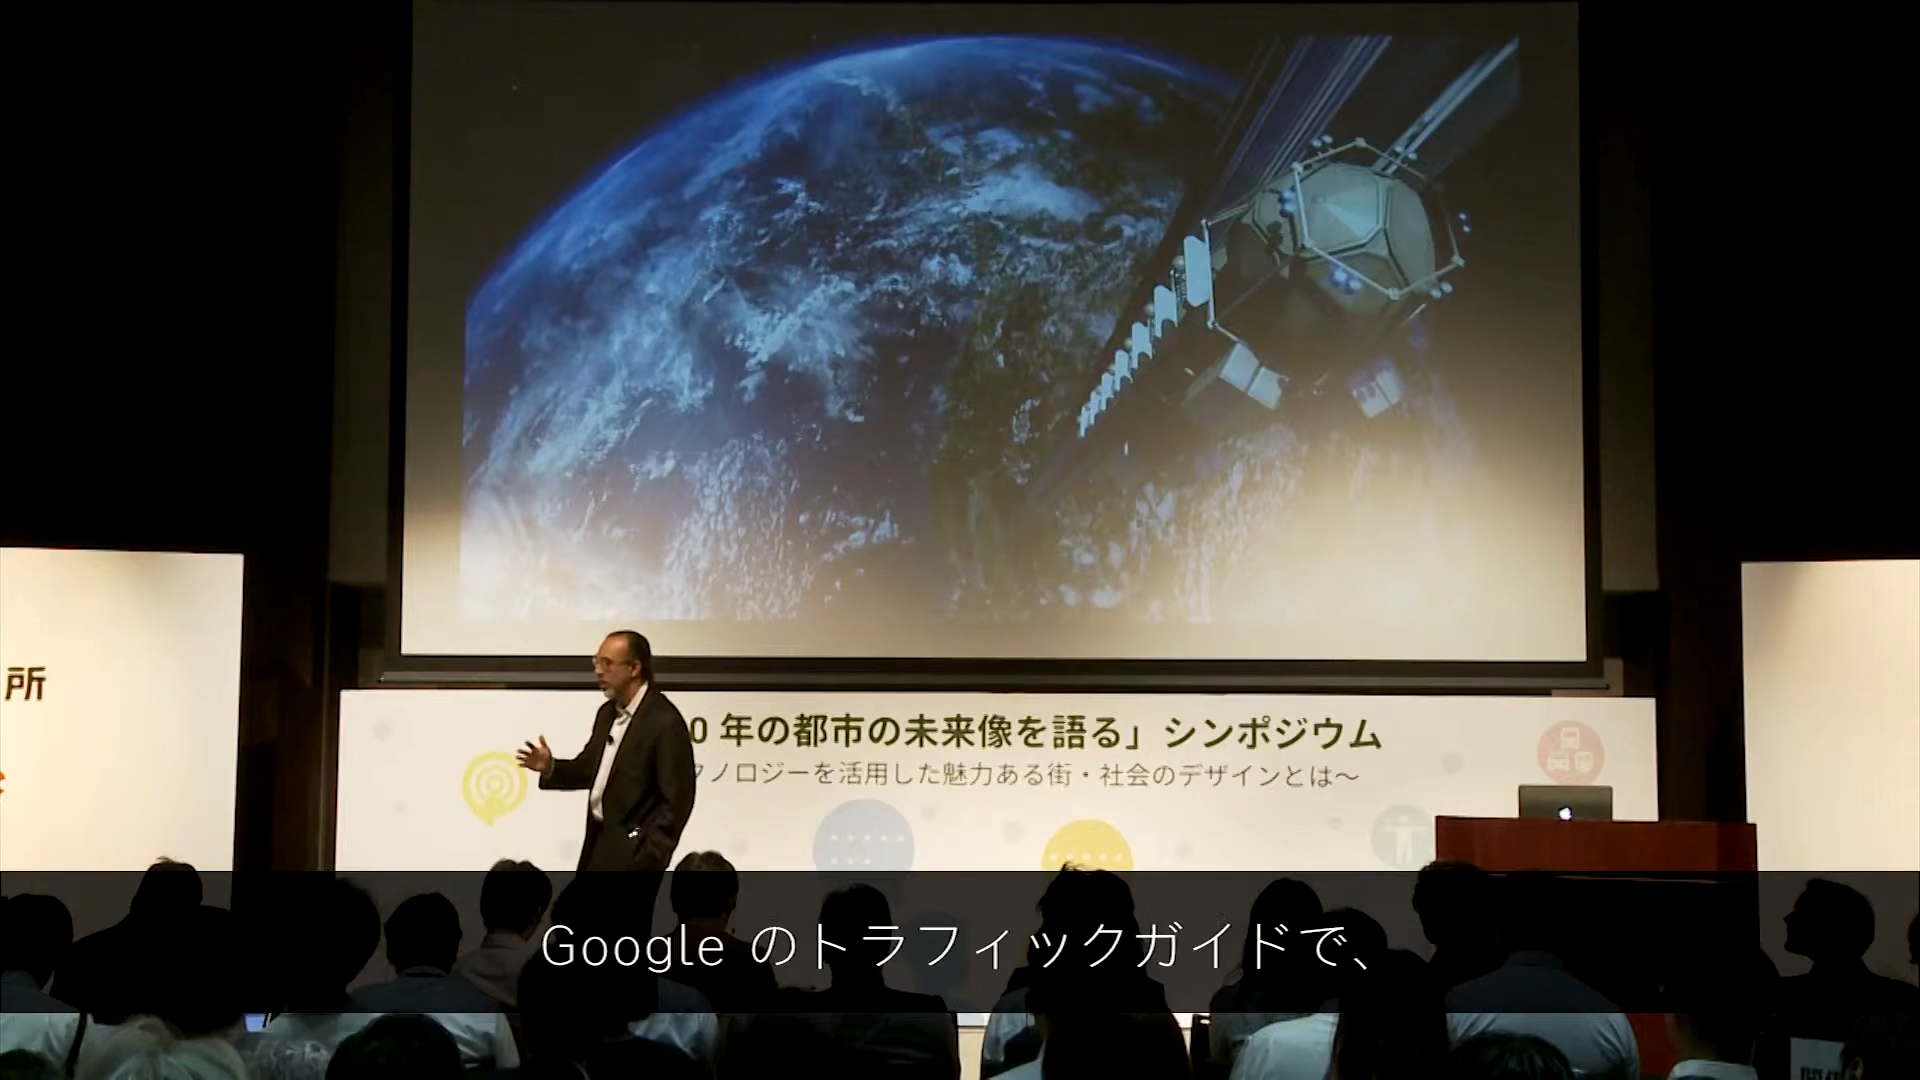 所
0 年の都市の未来像を語る」シンポジウム
クノロジーを活用した魅力ある街・社会のデザインとは〜
Google のトラフィックガイドで、